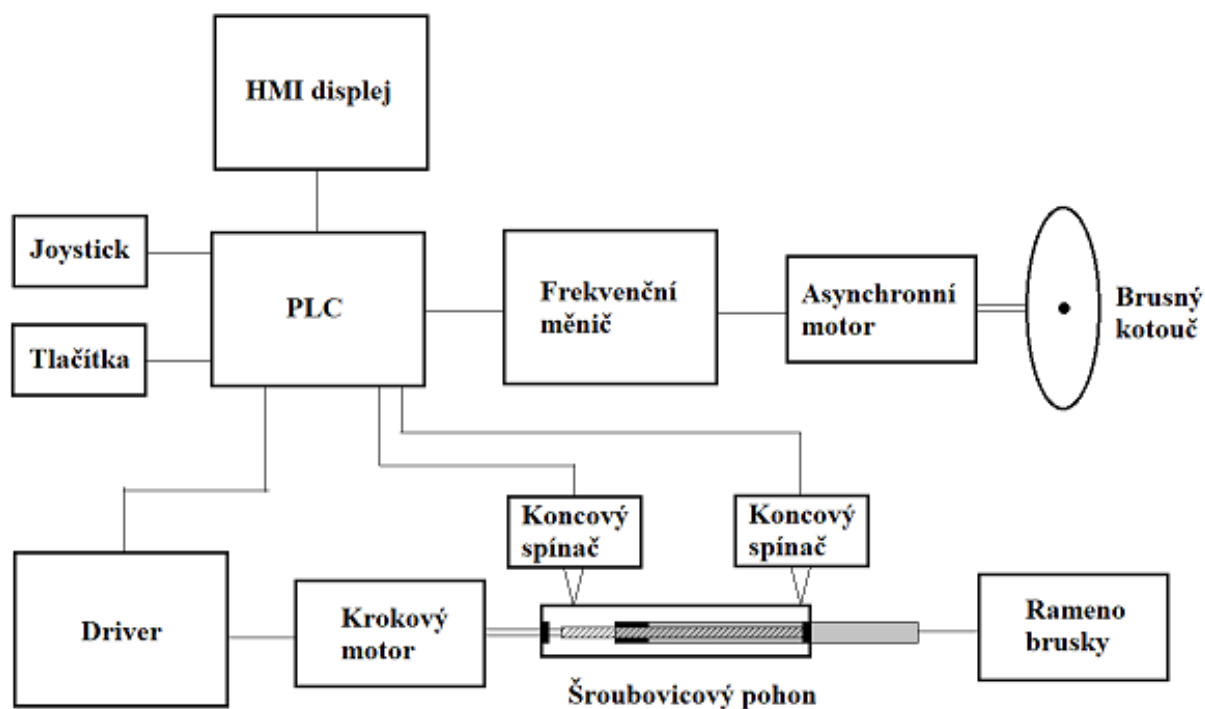 HMI displej
Joystick
Tlačítka
PLC
Frekvenční
měnič
Asynchronní
motor
Brusný
kotouč
Koncový
spínač
Koncový
spínač
Driver
Krokový
motor
Šroubovicový pohon
Rameno
brusky